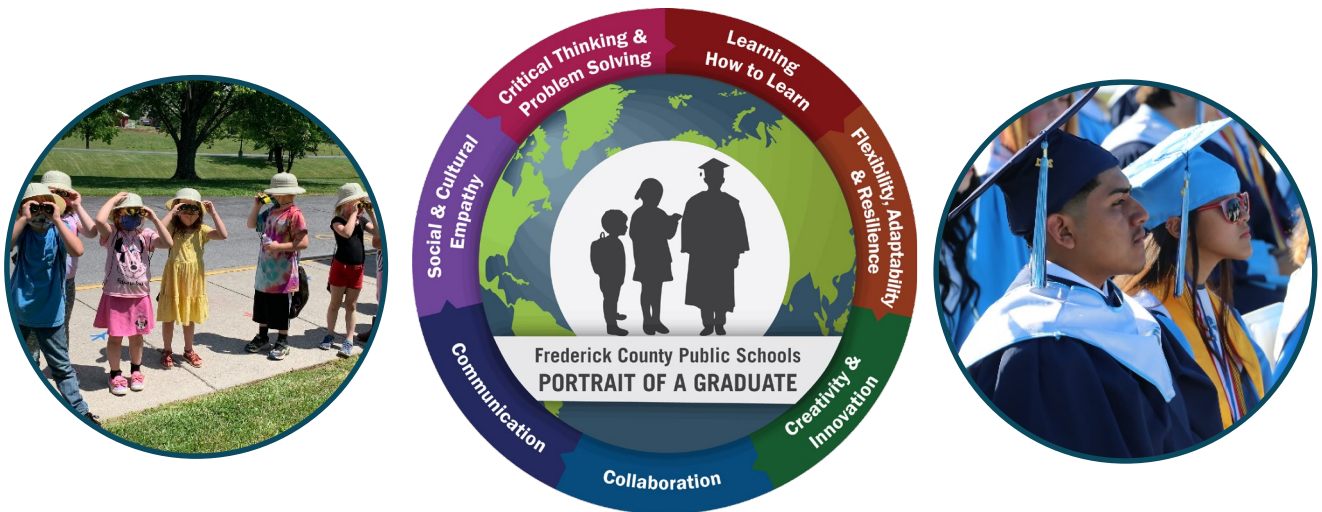 Critical Thinking &
Problem Solving
Learning
How to Learn
Flexibility, Adaptability
& Resilience
Creativity &
Innovation
Collaboration
Communication
Social & Cultural
Empathy
Frederick County Public Schools
PORTRAIT OF A GRADUATE